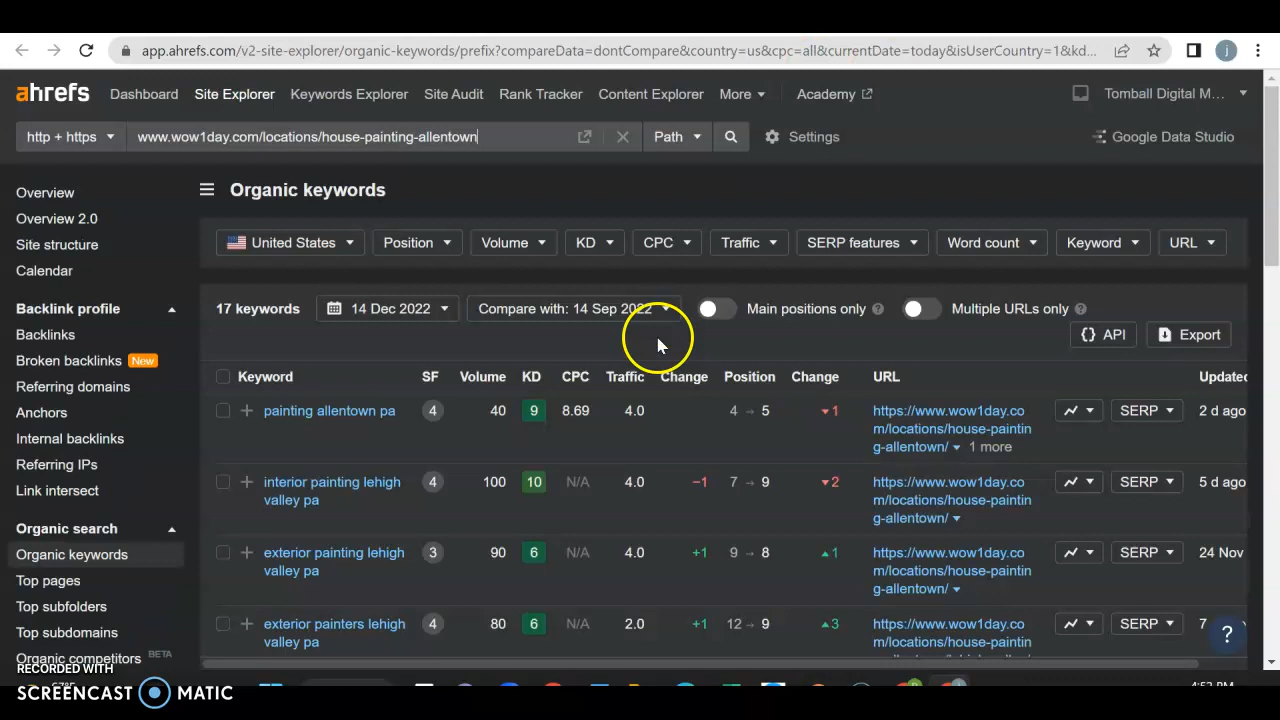 app.ahrefs.com/v2-site-explorer/organic-keywords/prefix?compareData=dontCompare&country=us&cpc=all&currentDate=today&isUserCountry=1&kd...
j
ahrefs
Dashboard Site Explorer Keywords Explorer Site Audit Rank Tracker Content Explorer More Academy Tomball Digital M...
http + https www.wow1day.com/locations/house-painting-allentown Path Settings Google Data Studio
Overview
Overview 2.0
Site structure
Calendar
Backlink profile
Backlinks
Broken backlinks New
Referring domains
Anchors
Internal backlinks
Referring IPs
Link intersect
Organic search
Organic keywords
Top pages
Top subfolders
Top subdomains
Organic competitors BETA
Organic keywords
United States Position Volume KD CPC Traffic SERP features Word count Keyword URL
17 keywords 14 Dec 2022 Compare with: 14 Sep 2022 Main positions only ? Multiple URLs only ?
{} API Export
Keyword SF Volume KD CPC Traffic Change Position Change URL Updated
painting allentown pa 4 40 9 8.69 4.0 4 → 5 1 https://www.wow1day.co SERP 2 d ago
m/locations/house-paintin
g-allentown/ 1 more
interior painting lehigh 4 100 10 N/A 4.0 −1 7 → 9 2 https://www.wow1day.co SERP 5 d ago
valley pa m/locations/house-paintin
g-allentown/
exterior painting lehigh 3 90 6 N/A 4.0 +1 9 → 8 1 https://www.wow1day.co SERP 24 Nov
valley pa m/locations/house-paintin
g-allentown/
exterior painters lehigh 4 80 6 N/A 2.0 +1 12 → 9 3 https://www.wow1day.co SERP 7
valley pa m/locations/house-paintin
?
RECORDED WITH
SCREENCAST MATIC